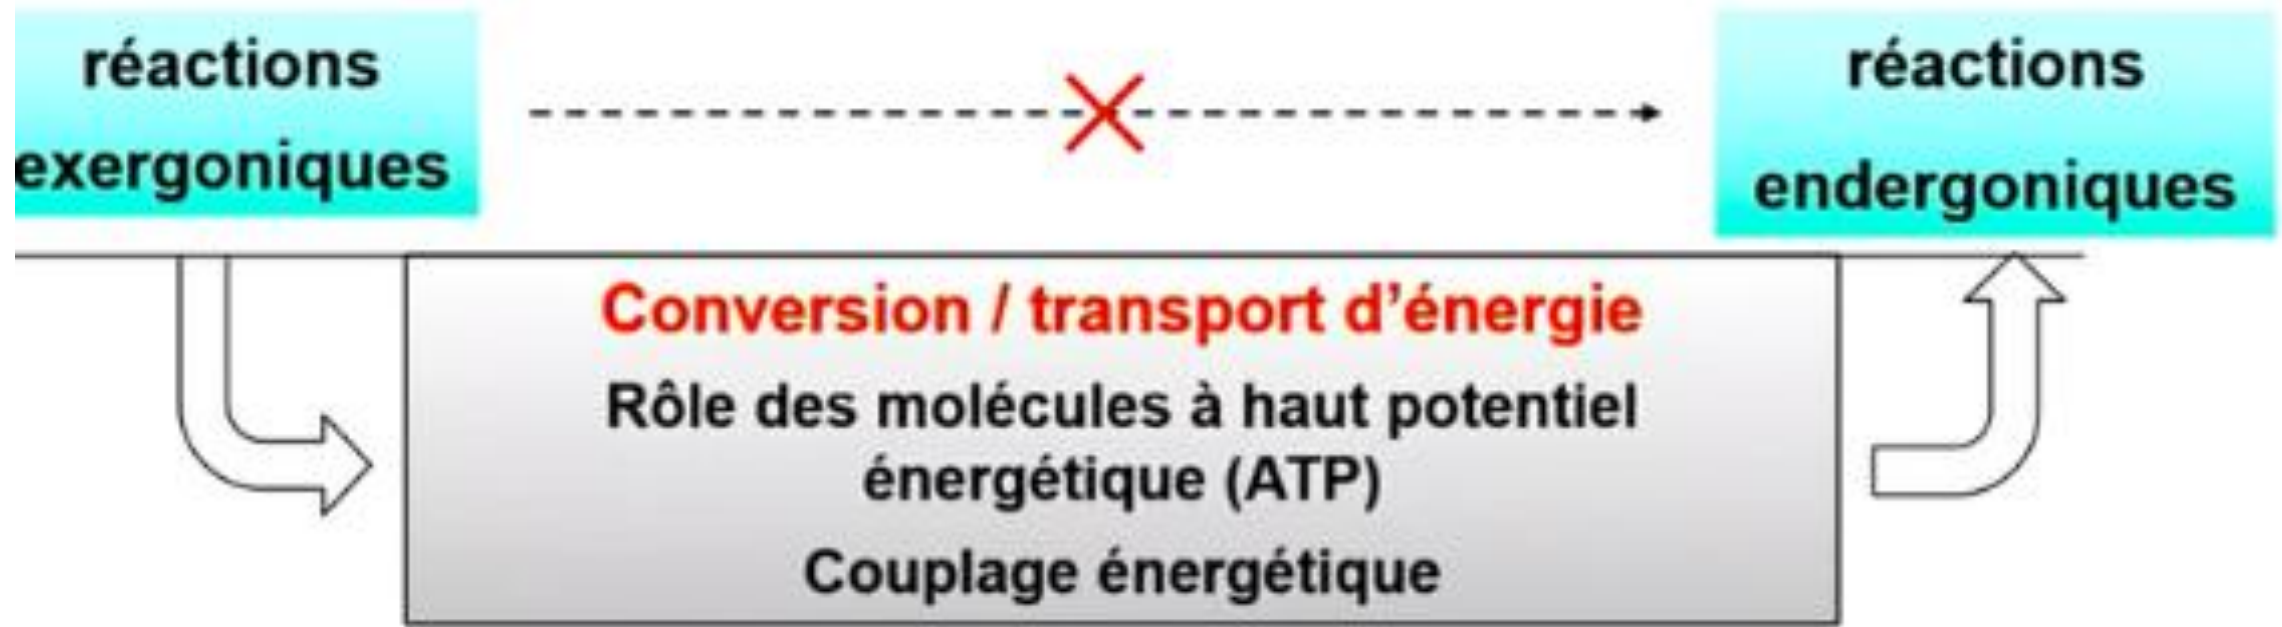 réactions
exergoniques
réactions
endergoniques
Conversion / transport d’énergie
Rôle des molécules à haut potentiel
énergétique (ATP)
Couplage énergétique